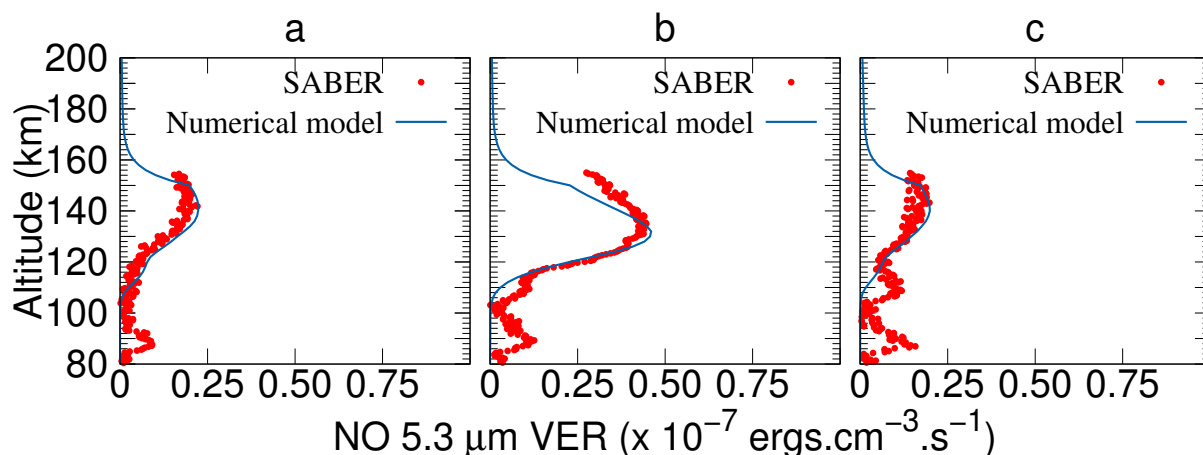 a b c
200 180 160 140 120 100 80
Altitude (km)
SABER
Numerical model
SABER
Numerical model
SABER
Numerical model
0 0.25 0.50 0.75 0 0.25 0.50 0.75 0 0.25 0.50 0.75
NO 5.3 μm VER (x 10⁻⁷ ergs.cm⁻³.s⁻¹)